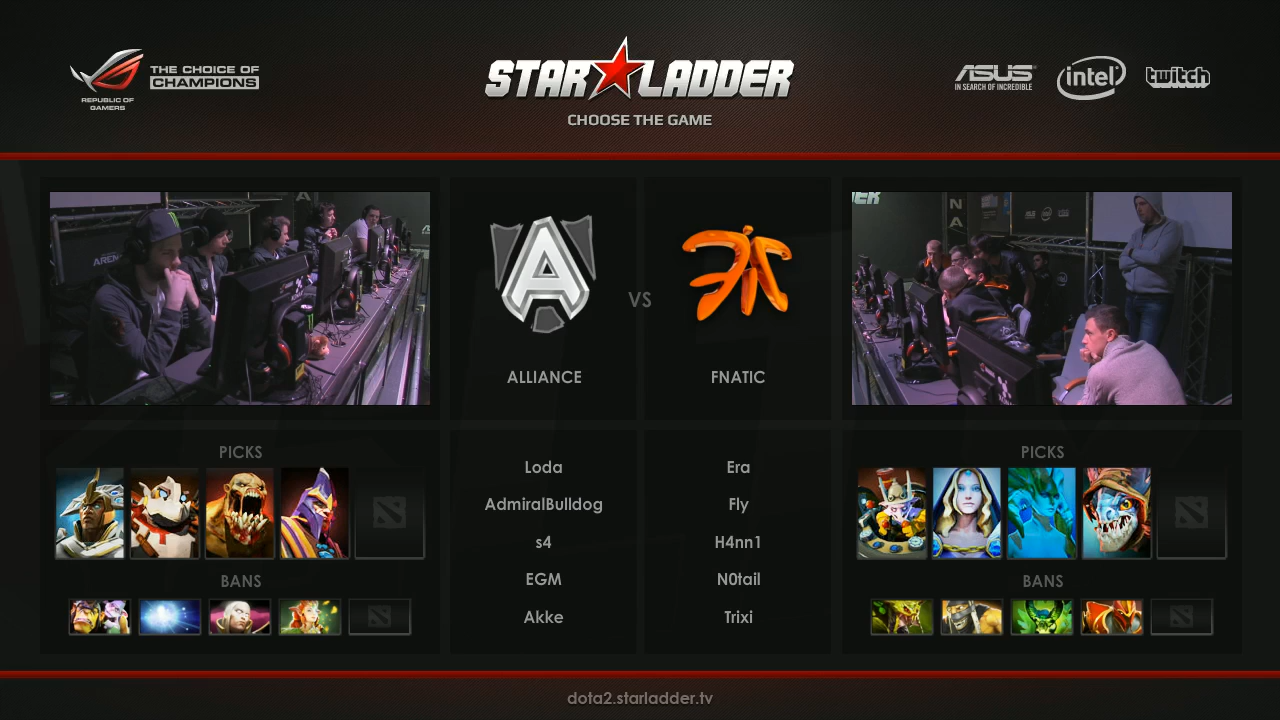 THE CHOICE OF
CHAMPIONS
REPUBLIC OF
GAMERS
STAR LADDER
CHOOSE THE GAME
ASUS
IN SEARCH OF INCREDIBLE
intel
twitch
ARENA
NA
VS
ALLIANCE
FNATIC
PICKS
BANS
Loda
AdmiralBulldog
s4
EGM
Akke
Era
Fly
H4nn1
N0tail
Trixi
PICKS
BANS
dota2.starladder.tv